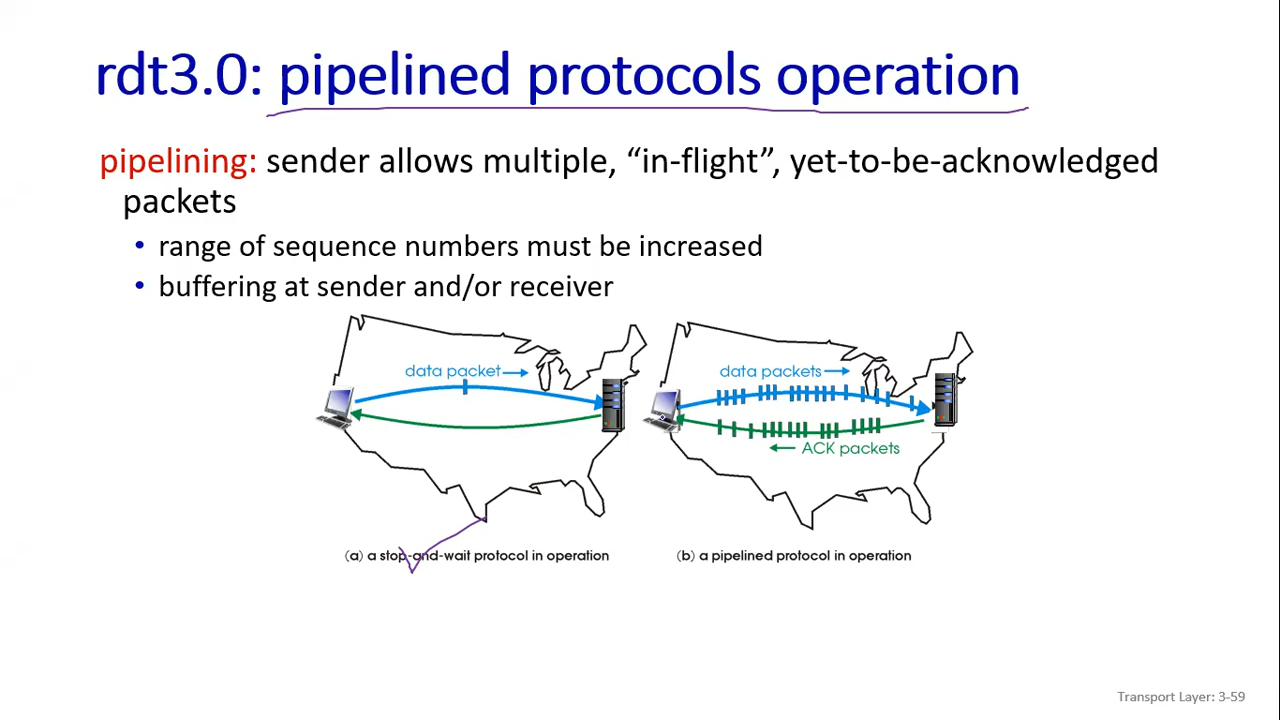 rdt3.0: pipelined protocols operation
pipelining: sender allows multiple, “in-flight”, yet-to-be-acknowledged
packets
• range of sequence numbers must be increased
• buffering at sender and/or receiver
data packet
data packets
ACK packets
(a) a stop-and-wait protocol in operation
(b) a pipelined protocol in operation
Transport Layer: 3-59